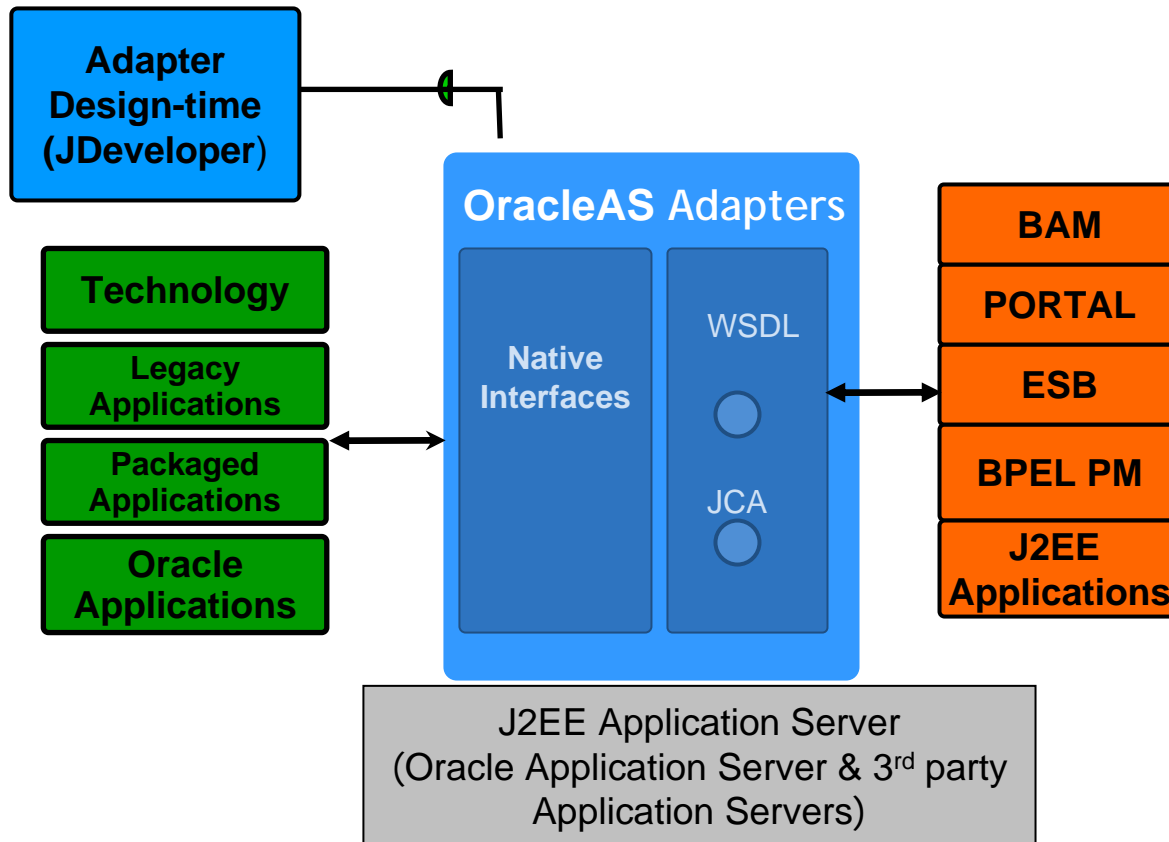 Adapter
Design-time
(JDeveloper)
OracleAS Adapters
Technology
Legacy
Applications
Packaged
Applications
Oracle
Applications
Native
Interfaces
WSDL
JCA
BAM
PORTAL
ESB
BPEL PM
J2EE
Applications
J2EE Application Server
(Oracle Application Server & 3rd party
Application Servers)